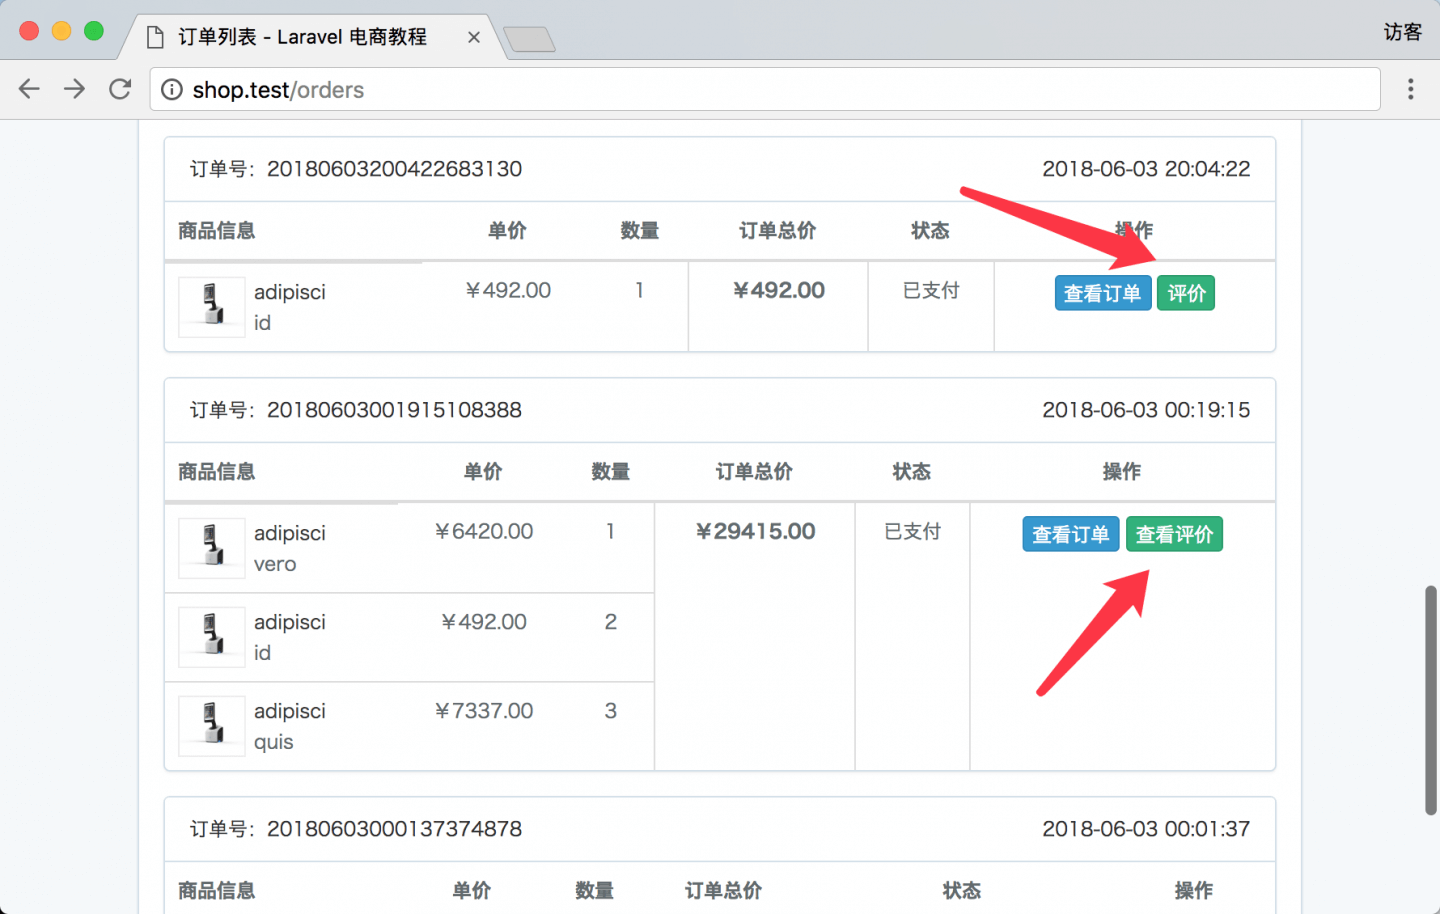 订单列表 - Laravel 电商教程
访客
shop.test/orders
订单号：20180603200422683130 2018-06-03 20:04:22
商品信息 单价 数量 订单总价 状态 操作
adipisci ￥492.00 1 ￥492.00 已支付 查看订单 评价
id
订单号：20180603001915108388 2018-06-03 00:19:15
商品信息 单价 数量 订单总价 状态 操作
adipisci ￥6420.00 1 ￥29415.00 已支付 查看订单 查看评价
vero
adipisci ￥492.00 2
id
adipisci ￥7337.00 3
quis
订单号：20180603000137374878 2018-06-03 00:01:37
商品信息 单价 数量 订单总价 状态 操作